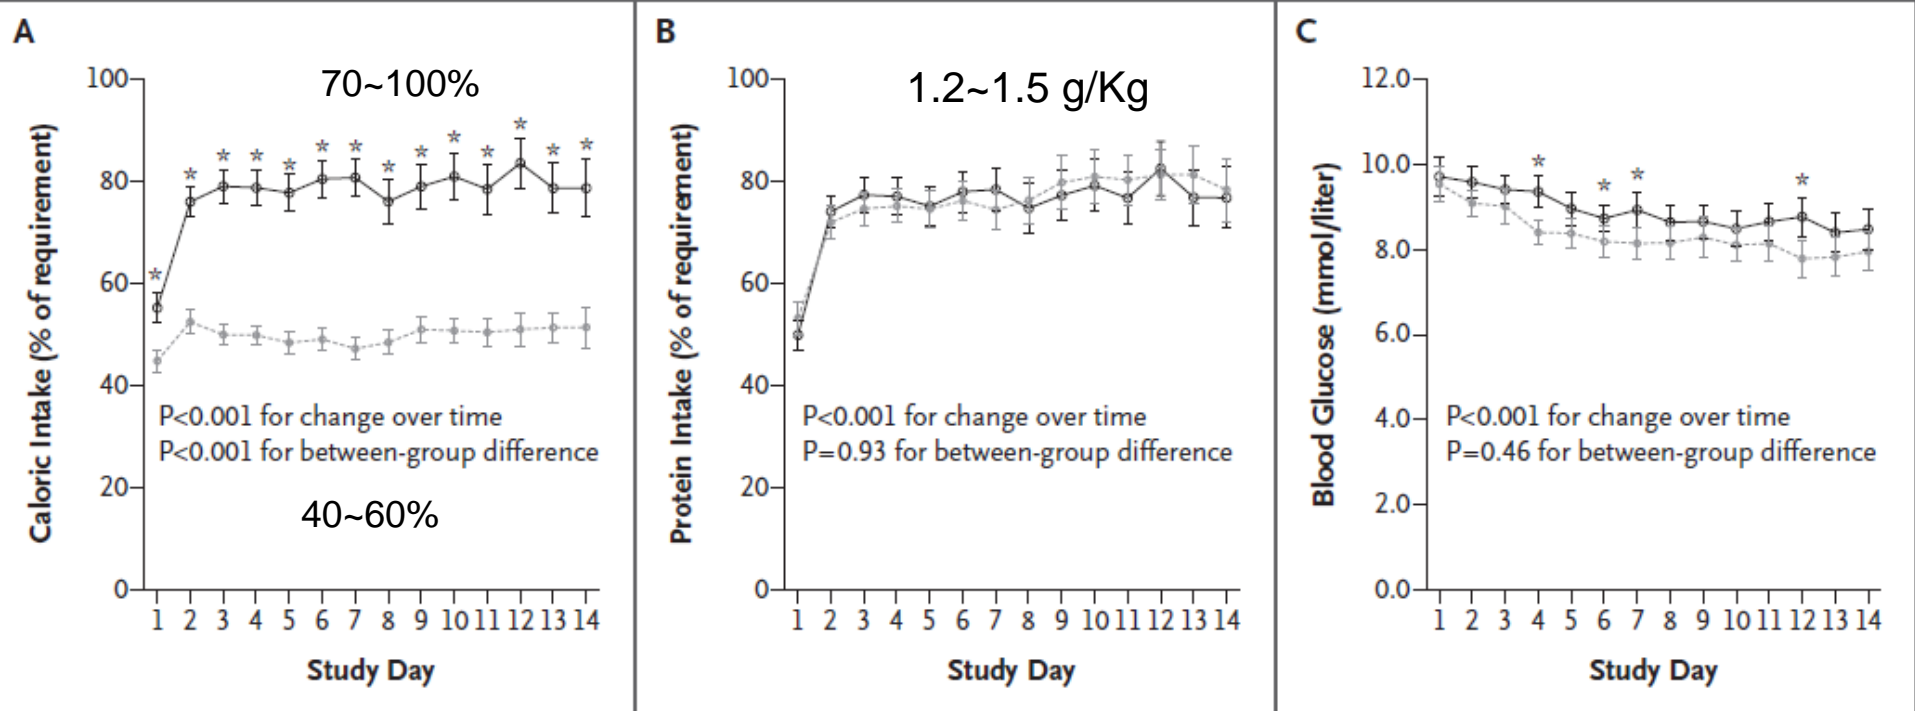 A
Caloric Intake (% of requirement)
100
80
60
40
20
0
70~100%
* * * * * * * * * * * * * *
P<0.001 for change over time
P<0.001 for between-group difference
40~60%
1 2 3 4 5 6 7 8 9 10 11 12 13 14
Study Day
B
Protein Intake (% of requirement)
100
80
60
40
20
0
1.2~1.5 g/Kg
P<0.001 for change over time
P=0.93 for between-group difference
1 2 3 4 5 6 7 8 9 10 11 12 13 14
Study Day
C
Blood Glucose (mmol/liter)
12.0
10.0
8.0
6.0
4.0
2.0
0.0
* * * *
P<0.001 for change over time
P=0.46 for between-group difference
1 2 3 4 5 6 7 8 9 10 11 12 13 14
Study Day